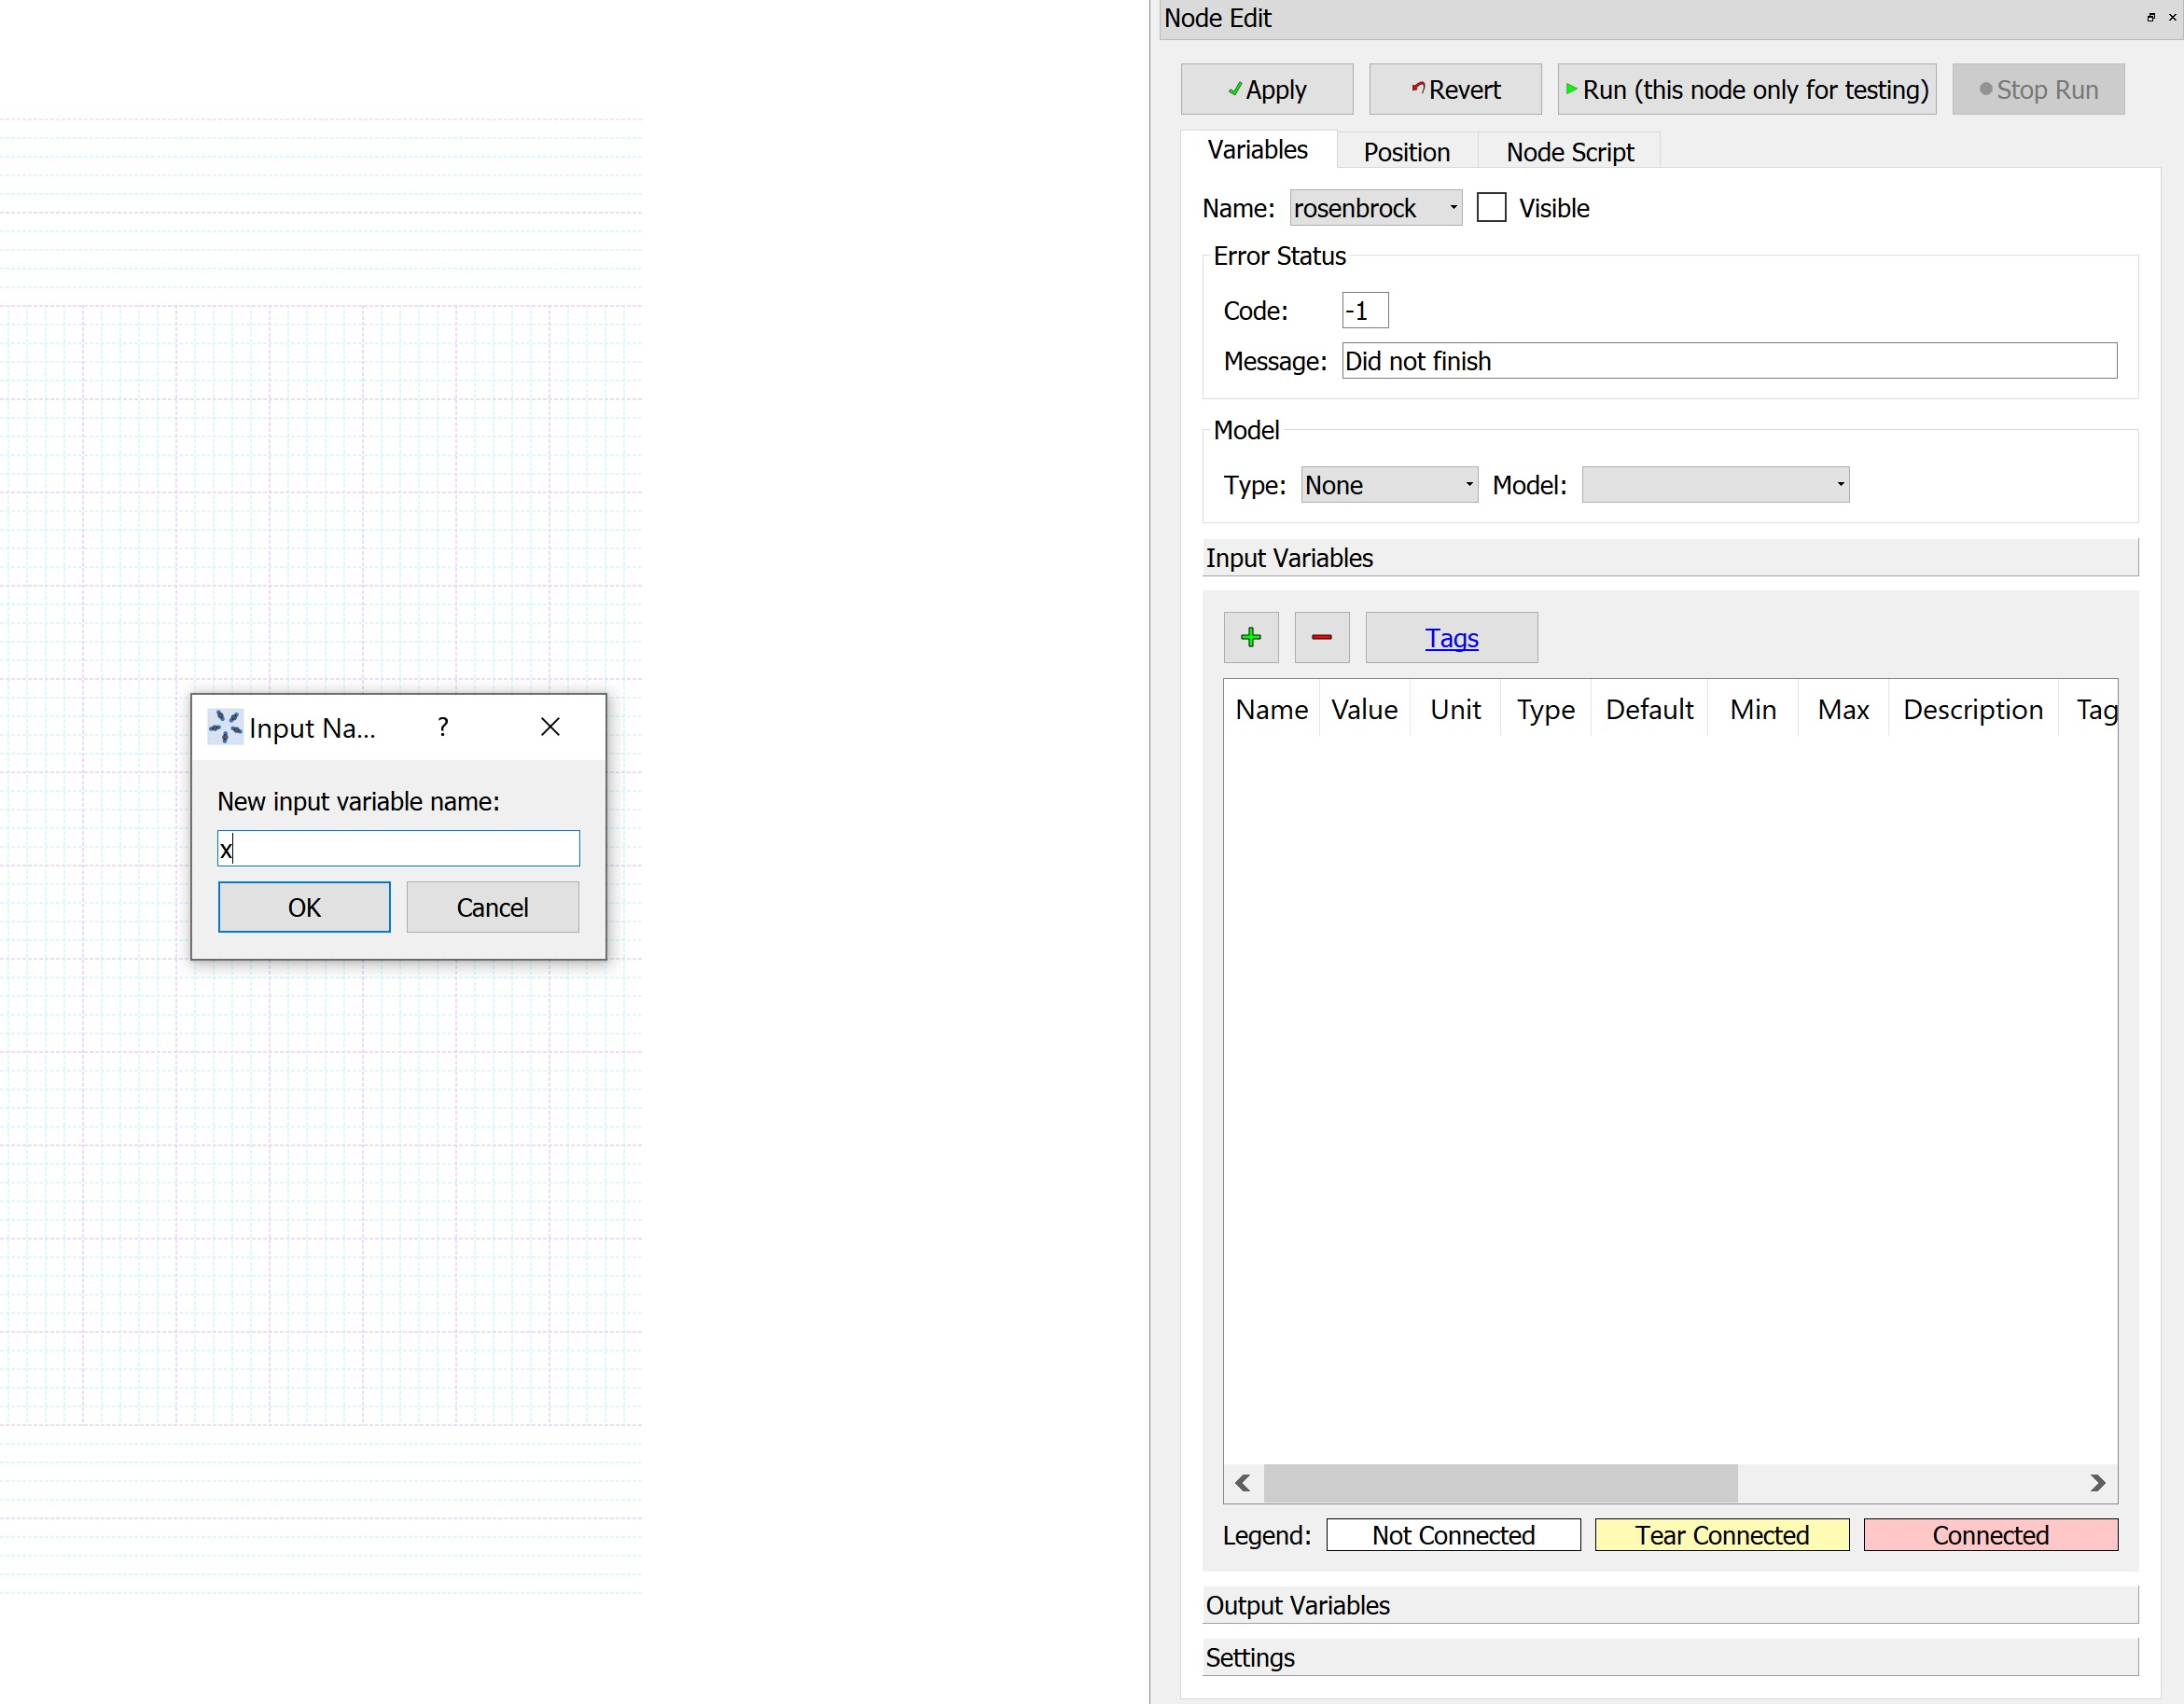 Node Edit
Apply Revert Run (this node only for testing) Stop Run
Variables Position Node Script
Name: rosenbrock Visible
Error Status
Code: -1
Message: Did not finish
Model
Type: None Model:
Input Variables
Tags
Name Value Unit Type Default Min Max Description Tag
Input Na... ?
New input variable name:
x
OK Cancel
Legend: Not Connected Tear Connected Connected
Output Variables
Settings